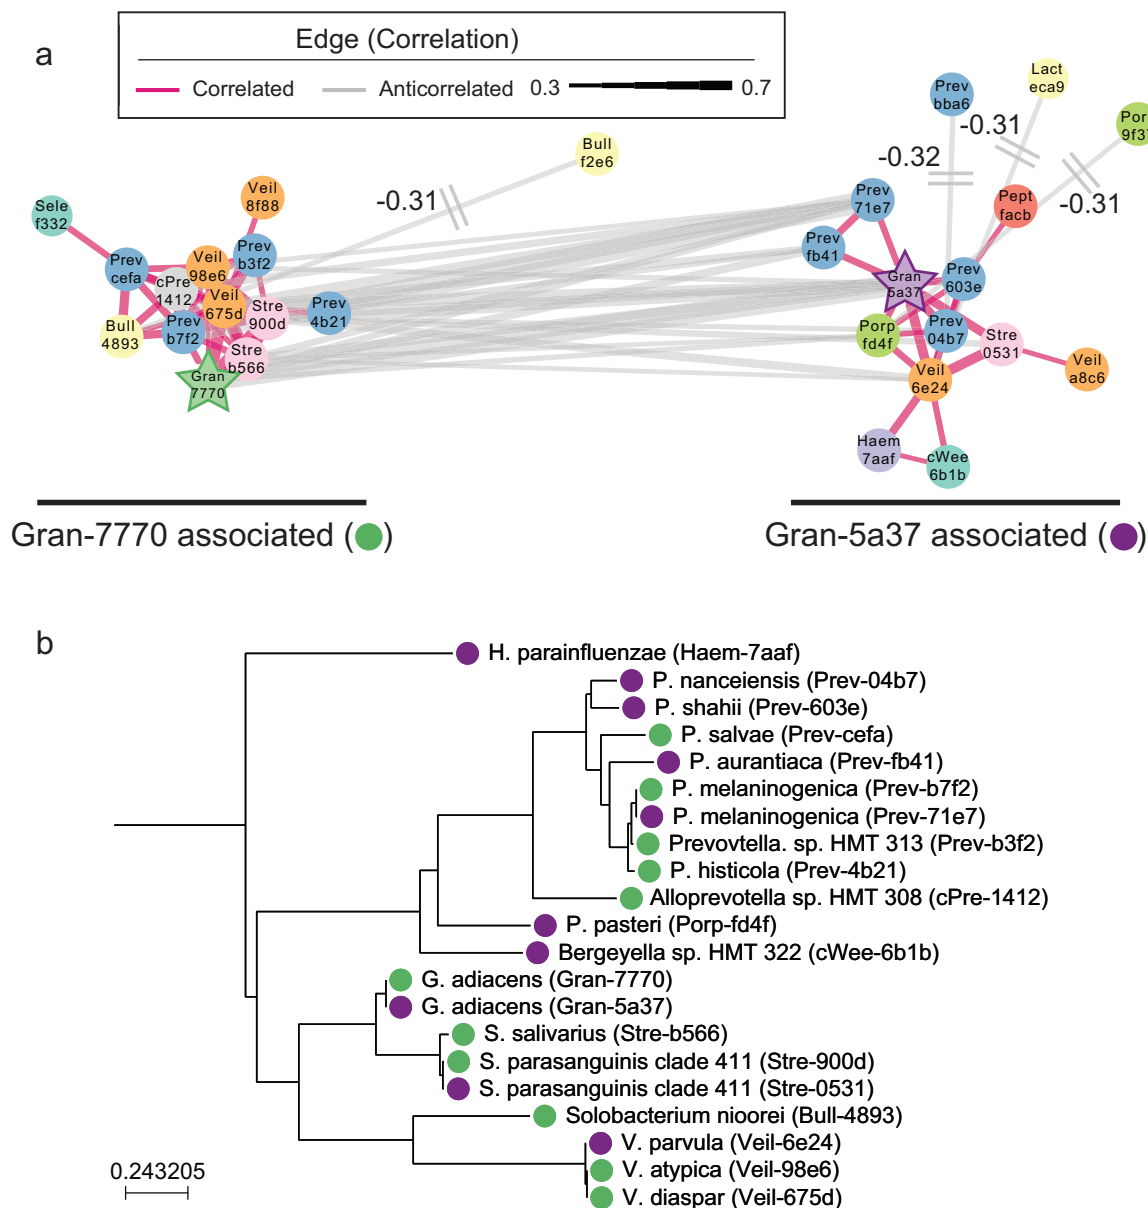 a
Edge (Correlation)
Correlated
Anticorrelated
0.3
0.7
Bull
f2e6
-0.31
Prev
bba6
Lact
eca9
Por
9f37
-0.31
-0.32
-0.31
Sele
f332
Veil
8f88
Prev
cefa
Veil
98e6
Prev
b3f2
cPre
1412
Veil
675d
Stre
900d
Prev
4b21
Bull
4893
Prev
b7f2
Stre
b566
Gran
7770
Prev
71e7
Pept
facb
Prev
fb41
Gran
5a37
Prev
603e
Porp
fd4f
Prev
04b7
Stre
0531
Veil
6e24
Veil
a8c6
Haem
7aaf
cWee
6b1b
Gran-7770 associated ( )
Gran-5a37 associated ( )
b
H. parainfluenzae (Haem-7aaf)
P. nanceiensis (Prev-04b7)
P. shahii (Prev-603e)
P. salvae (Prev-cefa)
P. aurantiaca (Prev-fb41)
P. melaninogenica (Prev-b7f2)
P. melaninogenica (Prev-71e7)
Prevovtella. sp. HMT 313 (Prev-b3f2)
P. histicola (Prev-4b21)
Alloprevotella sp. HMT 308 (cPre-1412)
P. pasteri (Porp-fd4f)
Bergeyella sp. HMT 322 (cWee-6b1b)
G. adiacens (Gran-7770)
G. adiacens (Gran-5a37)
S. salivarius (Stre-b566)
S. parasanguinis clade 411 (Stre-900d)
S. parasanguinis clade 411 (Stre-0531)
Solobacterium nioorei (Bull-4893)
V. parvula (Veil-6e24)
V. atypica (Veil-98e6)
V. diaspar (Veil-675d)
0.243205